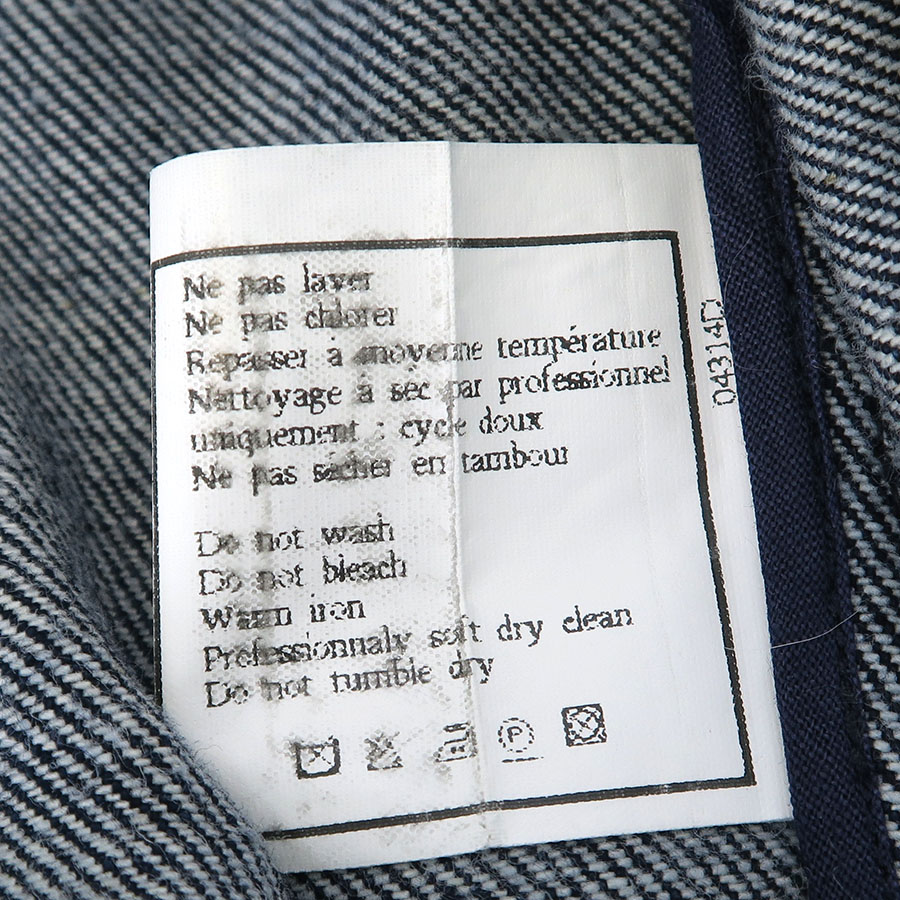 Ne pas laver
Ne pas chlorer
Repasser à moyenne température
Nettoyage à sec par professionnel
uniquement : cycle doux
Ne pas sécher en tambour
Do not wash
Do not bleach
Warm iron
Professionnaly soft dry clean
Do not tumble dry
P
04314D